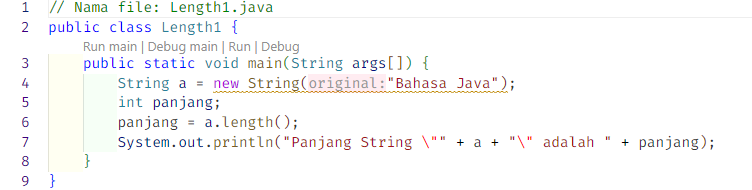 1 // Nama file: Length1.java
2 public class Length1 {
Run main | Debug main | Run | Debug
3 public static void main(String args[]) {
4 String a = new String(original:"Bahasa Java");
5 int panjang;
6 panjang = a.length();
7 System.out.println("Panjang String \"" + a + "\" adalah " + panjang);
8 }
9 }